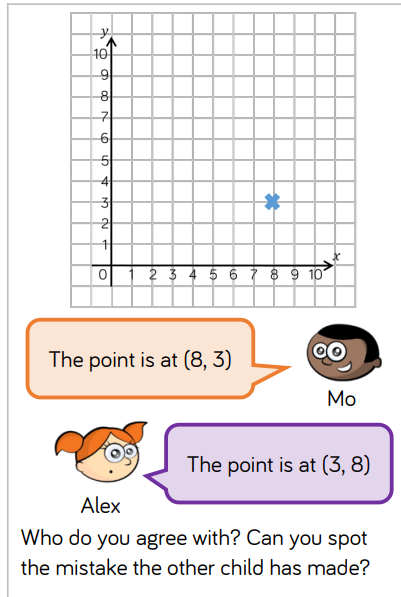 y
10
9
8
7
6
5
4
3
2
1
x
0 1 2 3 4 5 6 7 8 9 10
The point is at (8, 3)
Mo
The point is at (3, 8)
Alex
Who do you agree with? Can you spot
the mistake the other child has made?